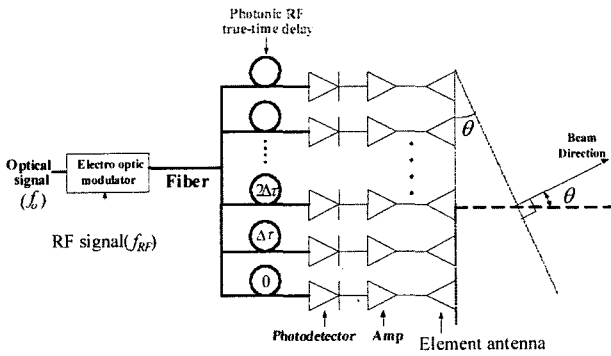 Photonic RF
true-time delay
θ
Beam
Direction
θ
Optical
signal
(f₀)
Electro optic
modulator
Fiber
2Δτ
RF signal(f_RF)
Δτ
0
Photodetector
Amp
Element antenna